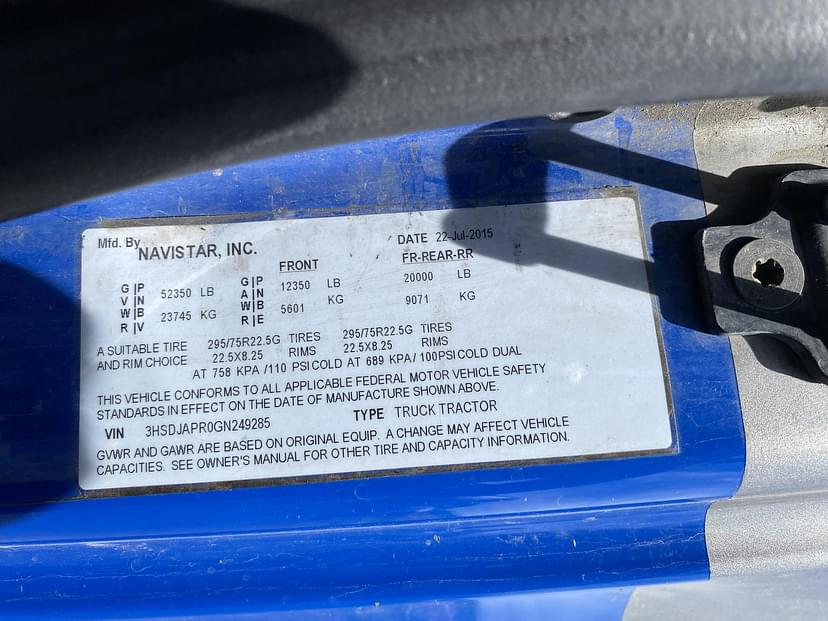 Mfd. By NAVISTAR, INC. DATE 22-Jul-2015
FRONT FR-REAR-RR
G|P V|N W|B R|V 52350 LB 23745 KG G|P A|N W|B R|E 12350 LB 5601 KG 20000 LB 9071 KG
A SUITABLE TIRE 295/75R22.5G TIRES 295/75R22.5G TIRES
AND RIM CHOICE 22.5X8.25 RIMS 22.5X8.25 RIMS
AT 758 KPA /110 PSI COLD AT 689 KPA/ 100PSI COLD DUAL
THIS VEHICLE CONFORMS TO ALL APPLICABLE FEDERAL MOTOR VEHICLE SAFETY
STANDARDS IN EFFECT ON THE DATE OF MANUFACTURE SHOWN ABOVE.
VIN 3HSDJAPR0GN249285 TYPE TRUCK TRACTOR
GVWR AND GAWR ARE BASED ON ORIGINAL EQUIP. A CHANGE MAY AFFECT VEHICLE
CAPACITIES. SEE OWNER'S MANUAL FOR OTHER TIRE AND CAPACITY INFORMATION.